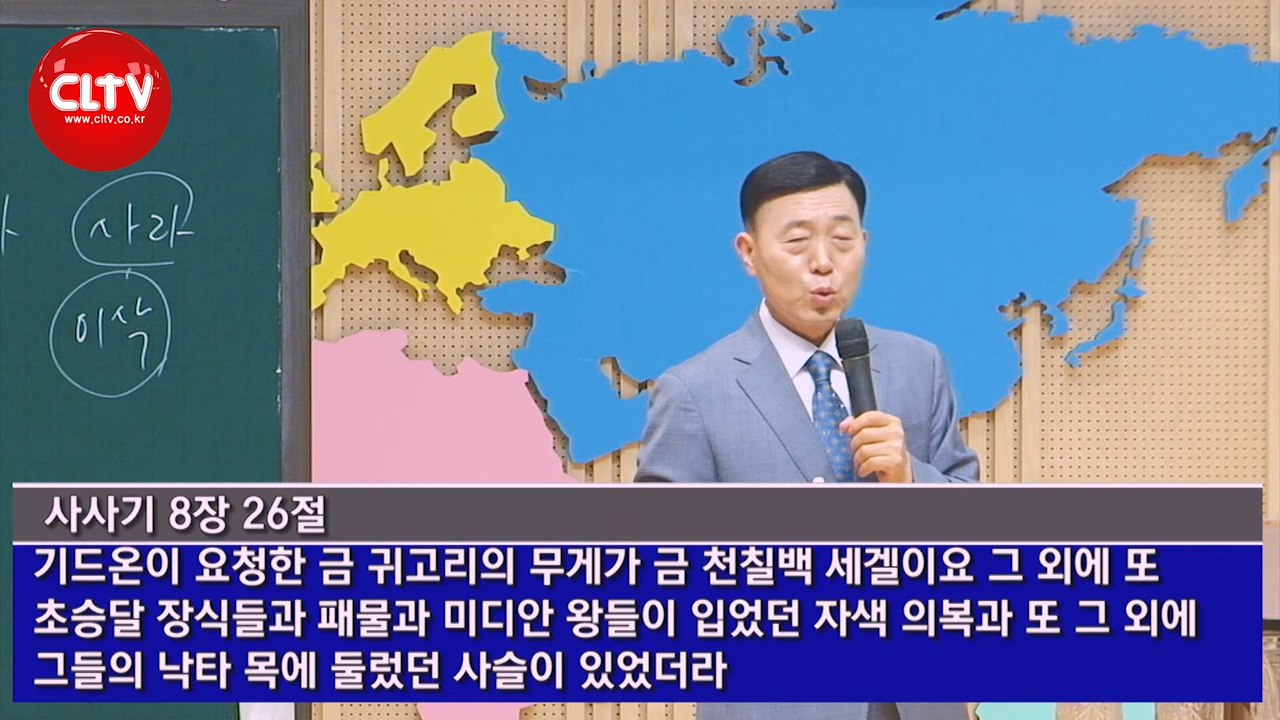 CLTV
www.cltv.co.kr
사라
이삭
사사기 8장 26절
기드온이 요청한 금 귀고리의 무게가 금 천칠백 세겔이요 그 외에 또
초승달 장식들과 패물과 미디안 왕들이 입었던 자색 의복과 또 그 외에
그들의 낙타 목에 둘렀던 사슬이 있었더라